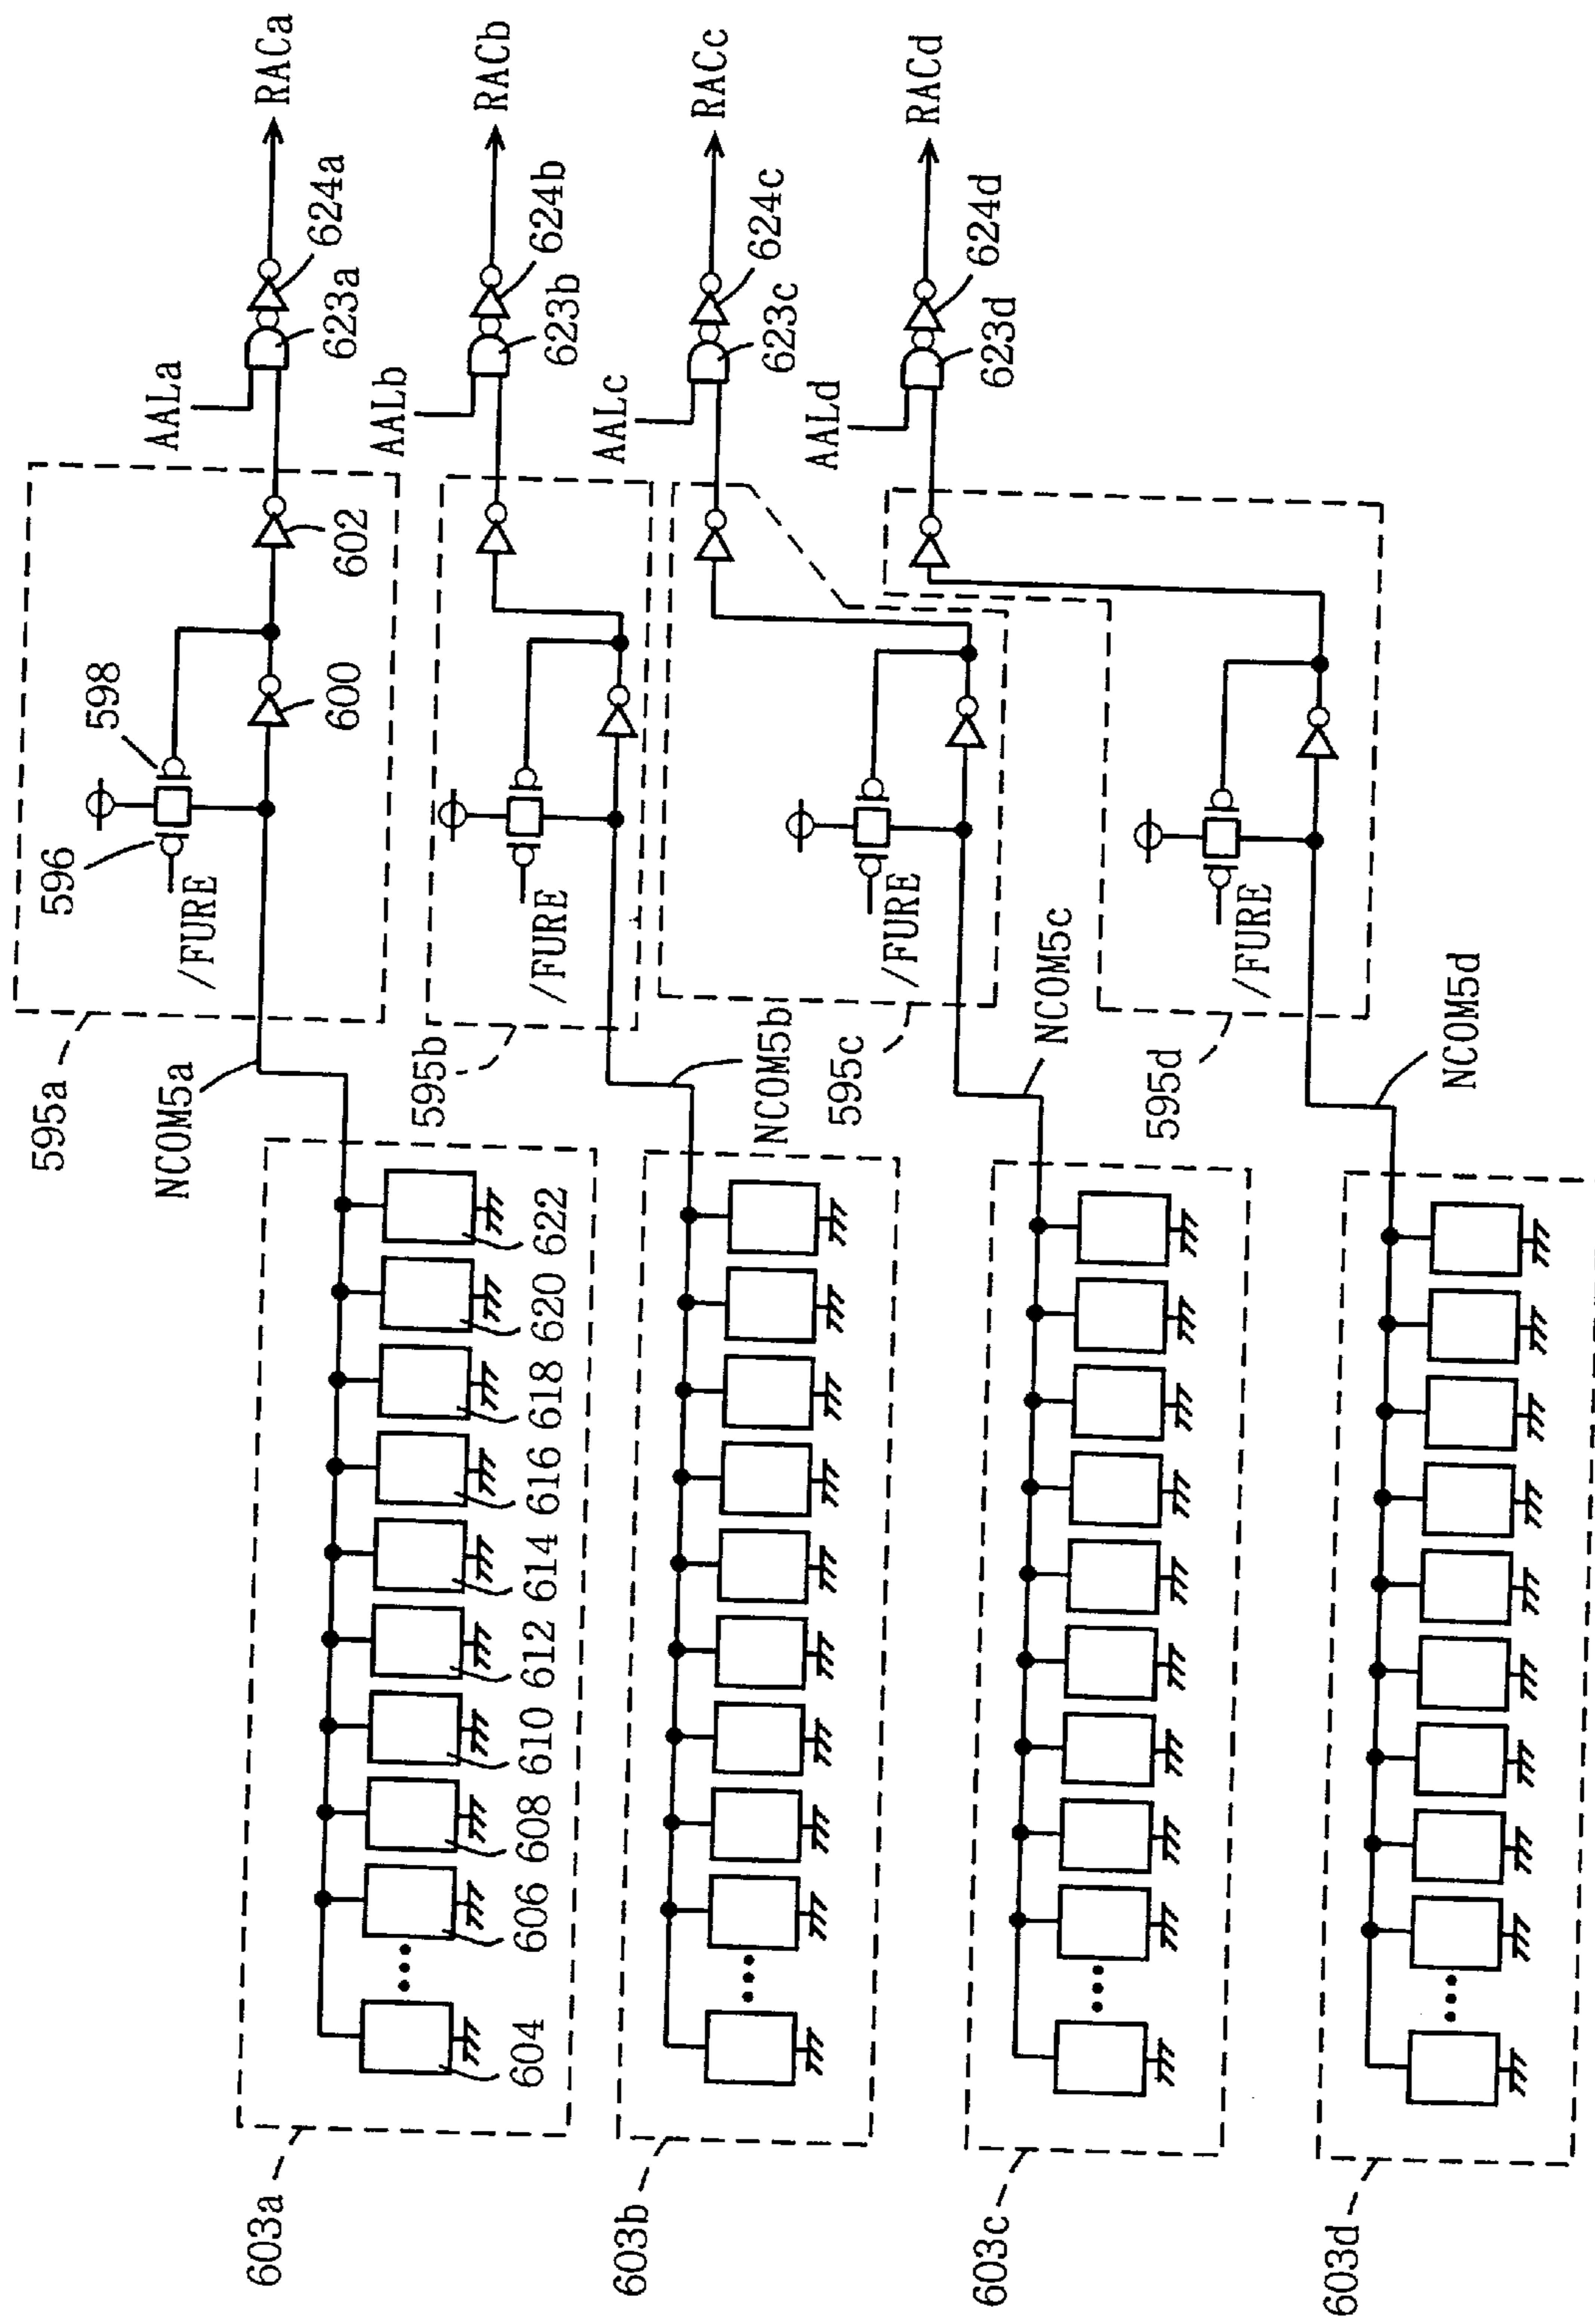 595a
596
598
600
602
/FURE
NCOM5a
AALa
623a
624a
RACa
603a
604
606
608
610
612
614
616
618
620
622
595b
/FURE
NCOM5b
AALb
623b
624b
RACb
603b
595c
/FURE
NCOM5c
AALc
623c
624c
RACc
603c
595d
/FURE
NCOM5d
AALd
623d
624d
RACd
603d